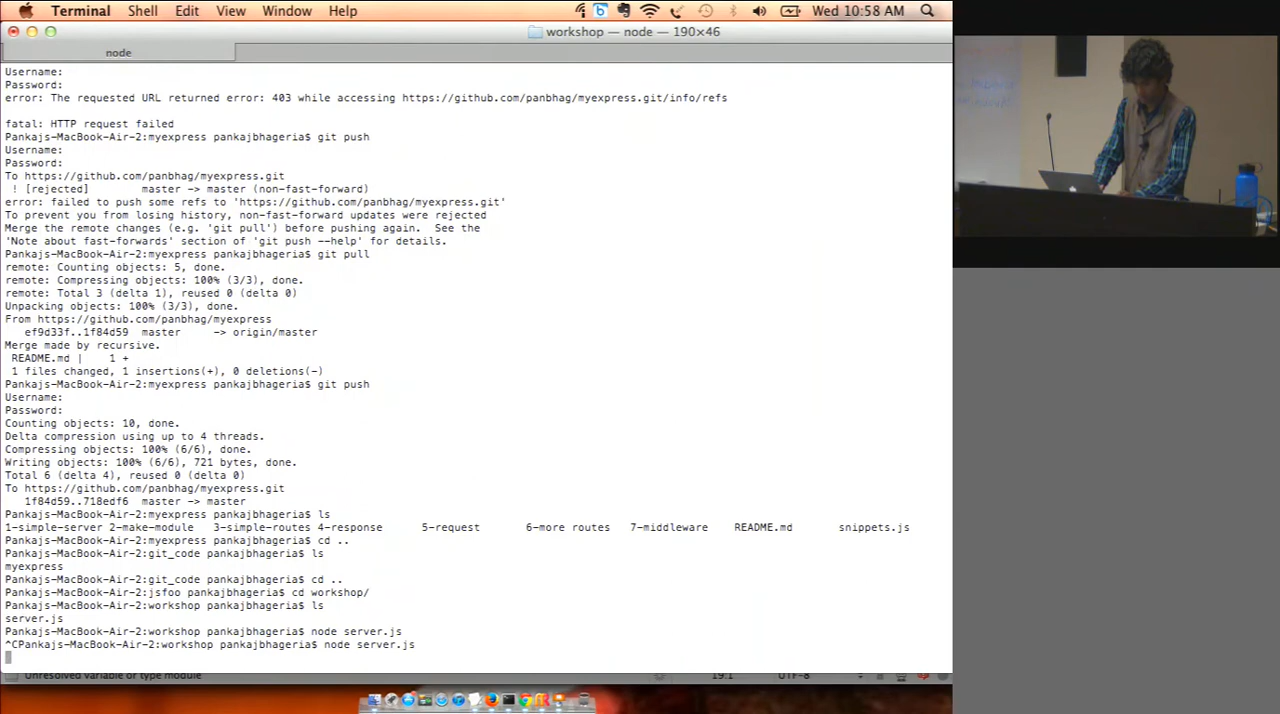 Terminal Shell Edit View Window Help Wed 10:58 AM
workshop — node — 190×46
node
Username:
Password:
error: The requested URL returned error: 403 while accessing https://github.com/panbhag/myexpress.git/info/refs
fatal: HTTP request failed
Pankajs-MacBook-Air-2:myexpress pankajbhageria$ git push
Username:
Password:
To https://github.com/panbhag/myexpress.git
! [rejected] master -> master (non-fast-forward)
error: failed to push some refs to 'https://github.com/panbhag/myexpress.git'
To prevent you from losing history, non-fast-forward updates were rejected
Merge the remote changes (e.g. 'git pull') before pushing again. See the
'Note about fast-forwards' section of 'git push --help' for details.
Pankajs-MacBook-Air-2:myexpress pankajbhageria$ git pull
remote: Counting objects: 5, done.
remote: Compressing objects: 100% (3/3), done.
remote: Total 3 (delta 1), reused 0 (delta 0)
Unpacking objects: 100% (3/3), done.
From https://github.com/panbhag/myexpress
ef9d33f..1f84d59 master -> origin/master
Merge made by recursive.
README.md | 1 +
1 files changed, 1 insertions(+), 0 deletions(-)
Pankajs-MacBook-Air-2:myexpress pankajbhageria$ git push
Username:
Password:
Counting objects: 10, done.
Delta compression using up to 4 threads.
Compressing objects: 100% (6/6), done.
Writing objects: 100% (6/6), 721 bytes, done.
Total 6 (delta 4), reused 0 (delta 0)
To https://github.com/panbhag/myexpress.git
1f84d59..718edf6 master -> master
Pankajs-MacBook-Air-2:myexpress pankajbhageria$ ls
1-simple-server 2-make-module 3-simple-routes 4-response 5-request 6-more routes 7-middleware README.md snippets.js
Pankajs-MacBook-Air-2:myexpress pankajbhageria$ cd ..
Pankajs-MacBook-Air-2:git_code pankajbhageria$ ls
myexpress
Pankajs-MacBook-Air-2:git_code pankajbhageria$ cd ..
Pankajs-MacBook-Air-2:jsfoo pankajbhageria$ cd workshop/
Pankajs-MacBook-Air-2:workshop pankajbhageria$ ls
server.js
Pankajs-MacBook-Air-2:workshop pankajbhageria$ node server.js
^CPankajs-MacBook-Air-2:workshop pankajbhageria$ node server.js
Unresolved variable or type module 19:1 UTF-8